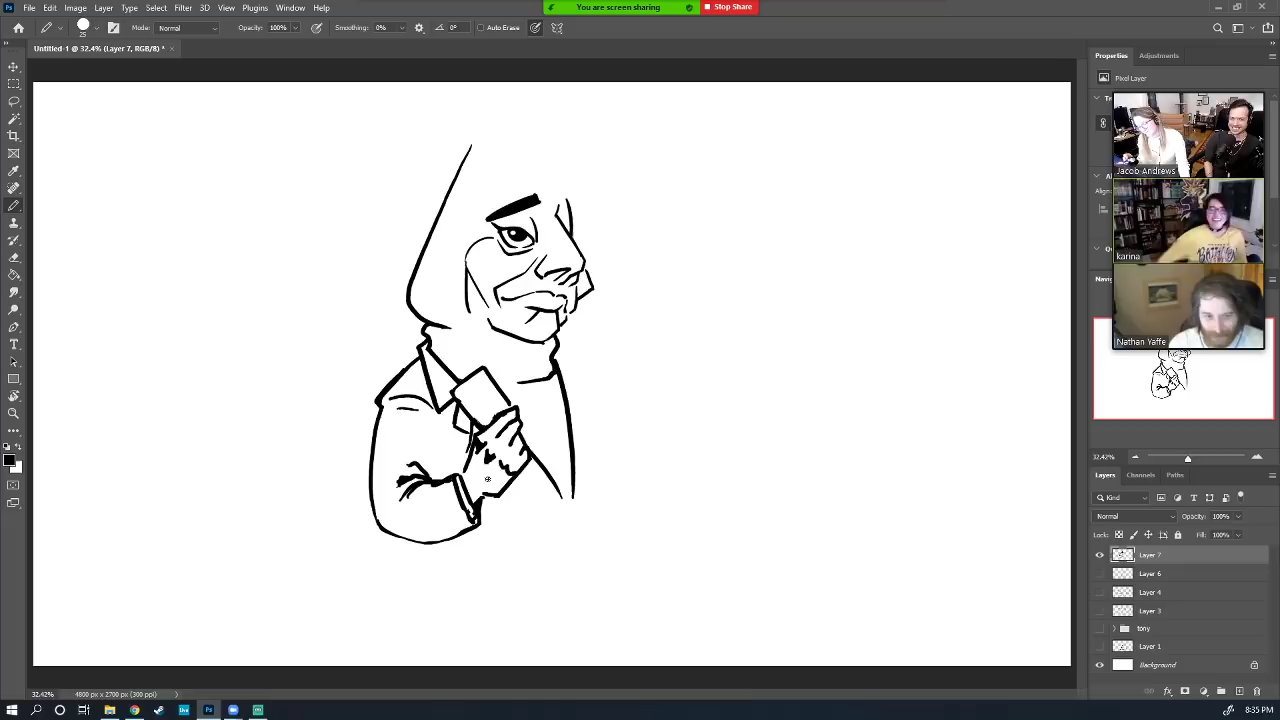 File Edit Image Layer Type Select Filter 3D View Plugins Window Help
You are screen sharing
Stop Share
25
Mode: Normal
Opacity: 100%
Smoothing: 0%
0°
Auto Erase
Untitled-1 @ 32.4% (Layer 7, RGB/8) *
Properties Adjustments
Pixel Layer
Jacob Andrews
karina
Nathan Yaffe
32.42%
Layers Channels Paths
Kind
Normal
Opacity: 100%
Lock:
Fill: 100%
Layer 7
Layer 6
Layer 4
Layer 3
tony
Layer 1
Background
32.42% 4800 px x 2700 px (300 ppi)
8:35 PM